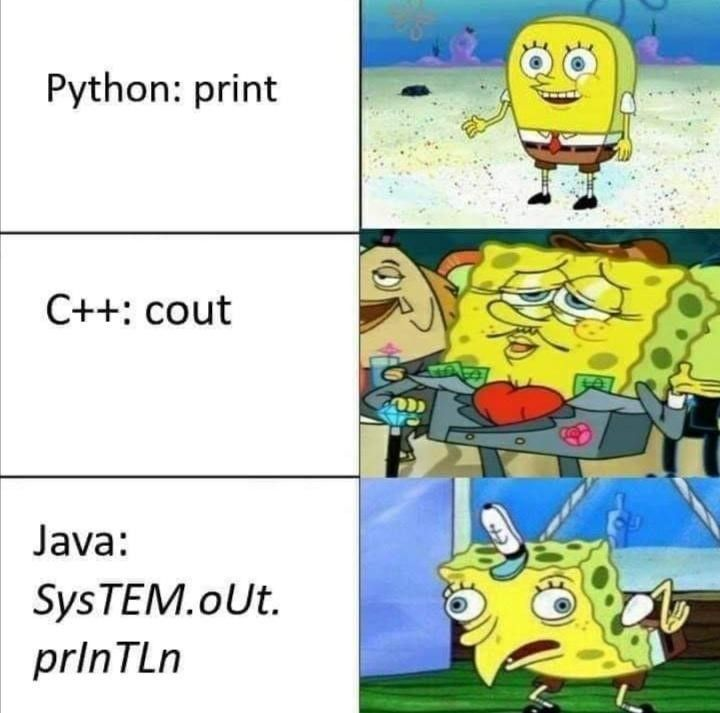 Python: print
C++: cout
Java:
SysTEM.oUt.
prInTLn